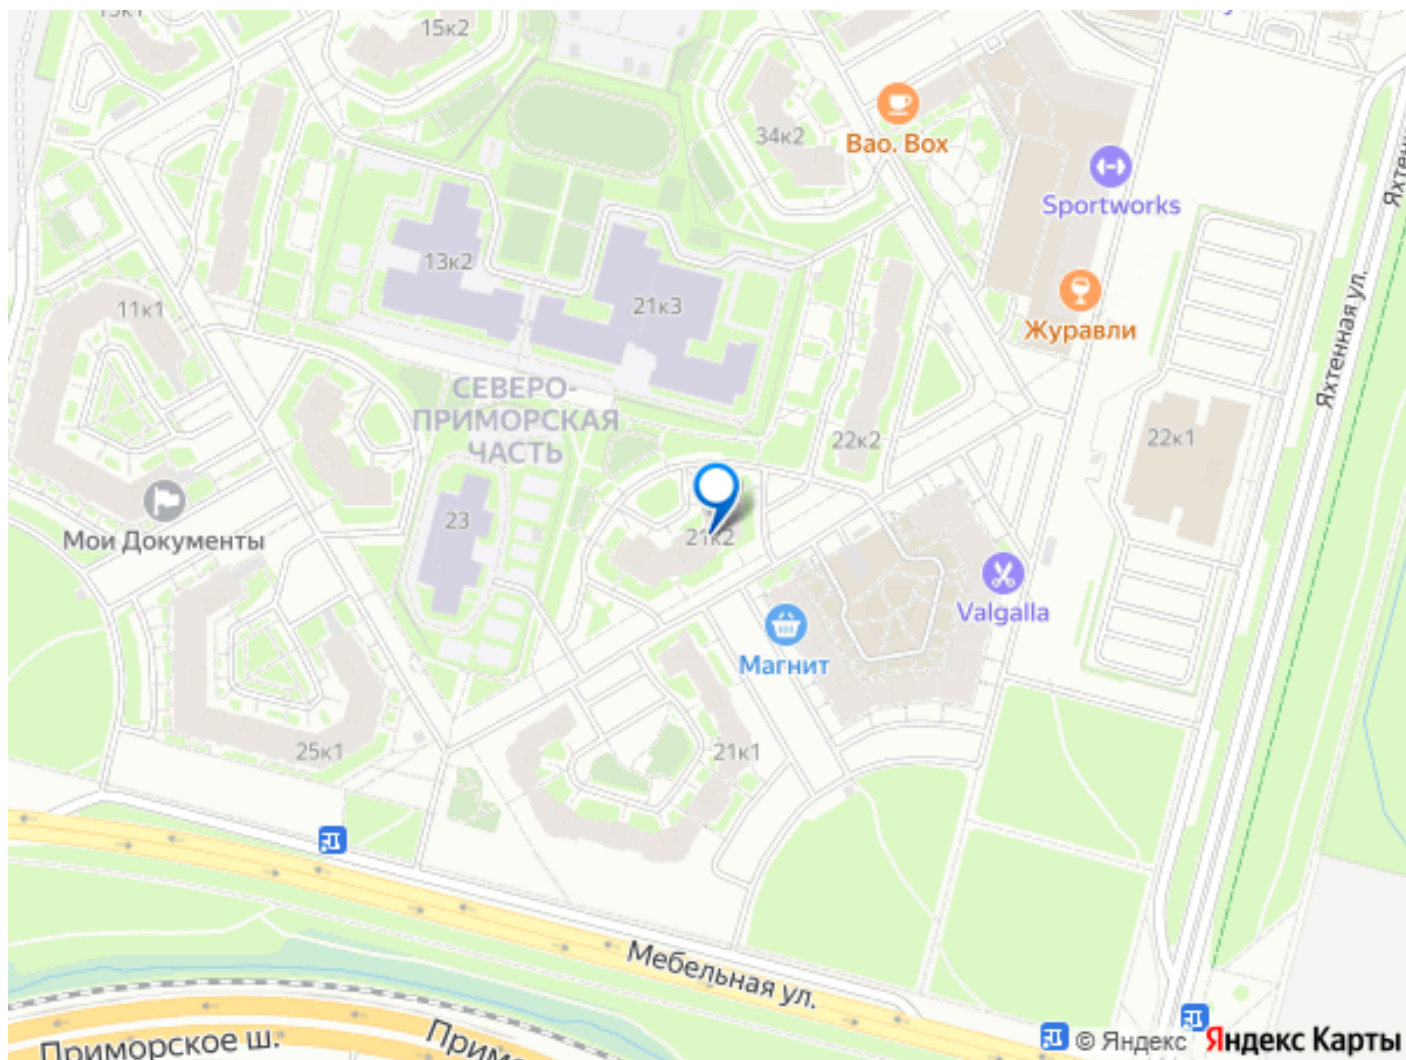 15к2
34к2
Bao. Box
Sportworks
Яхтенная ул.
13к2
21к3
11к1
Журавли
СЕВЕРО-
ПРИМОРСКАЯ
ЧАСТЬ
22к2
22к1
Мои Документы
23
21к2
Valgalla
Магнит
25к1
21к1
Мебельная ул.
Приморское ш.
© Яндекс Яндекс Карты